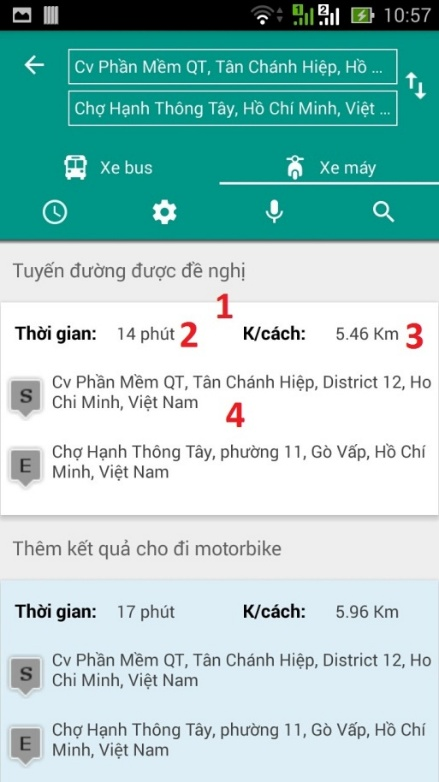 10:57
Cv Phần Mềm QT, Tân Chánh Hiệp, Hồ ...
Chợ Hạnh Thông Tây, Hồ Chí Minh, Việt ...
Xe bus
Xe máy
Tuyến đường được đề nghị
1
Thời gian: 14 phút 2 K/cách: 5.46 Km 3
S
Cv Phần Mềm QT, Tân Chánh Hiệp, District 12, Ho
Chi Minh, Việt Nam
4
E
Chợ Hạnh Thông Tây, phường 11, Gò Vấp, Hồ Chí
Minh, Việt Nam
Thêm kết quả cho đi motorbike
Thời gian: 17 phút K/cách: 5.96 Km
S
Cv Phần Mềm QT, Tân Chánh Hiệp, District 12, Ho
Chi Minh, Việt Nam
E
Chợ Hạnh Thông Tây, phường 11, Gò Vấp, Hồ Chí
Minh, Việt Nam